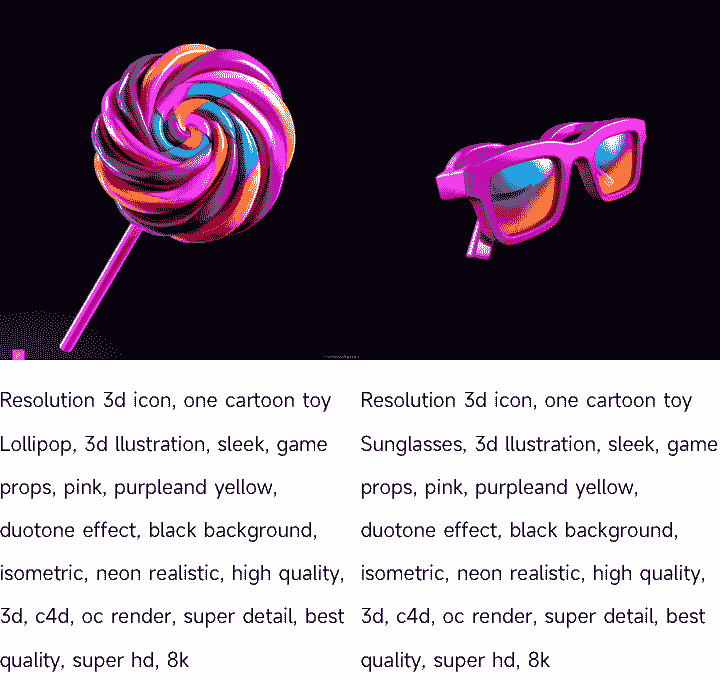 Resolution 3d icon, one cartoon toy
Lollipop, 3d llustration, sleek, game
props, pink, purpleand yellow,
duotone effect, black background,
isometric, neon realistic, high quality,
3d, c4d, oc render, super detail, best
quality, super hd, 8k
Resolution 3d icon, one cartoon toy
Sunglasses, 3d llustration, sleek, game
props, pink, purpleand yellow,
duotone effect, black background,
isometric, neon realistic, high quality,
3d, c4d, oc render, super detail, best
quality, super hd, 8k